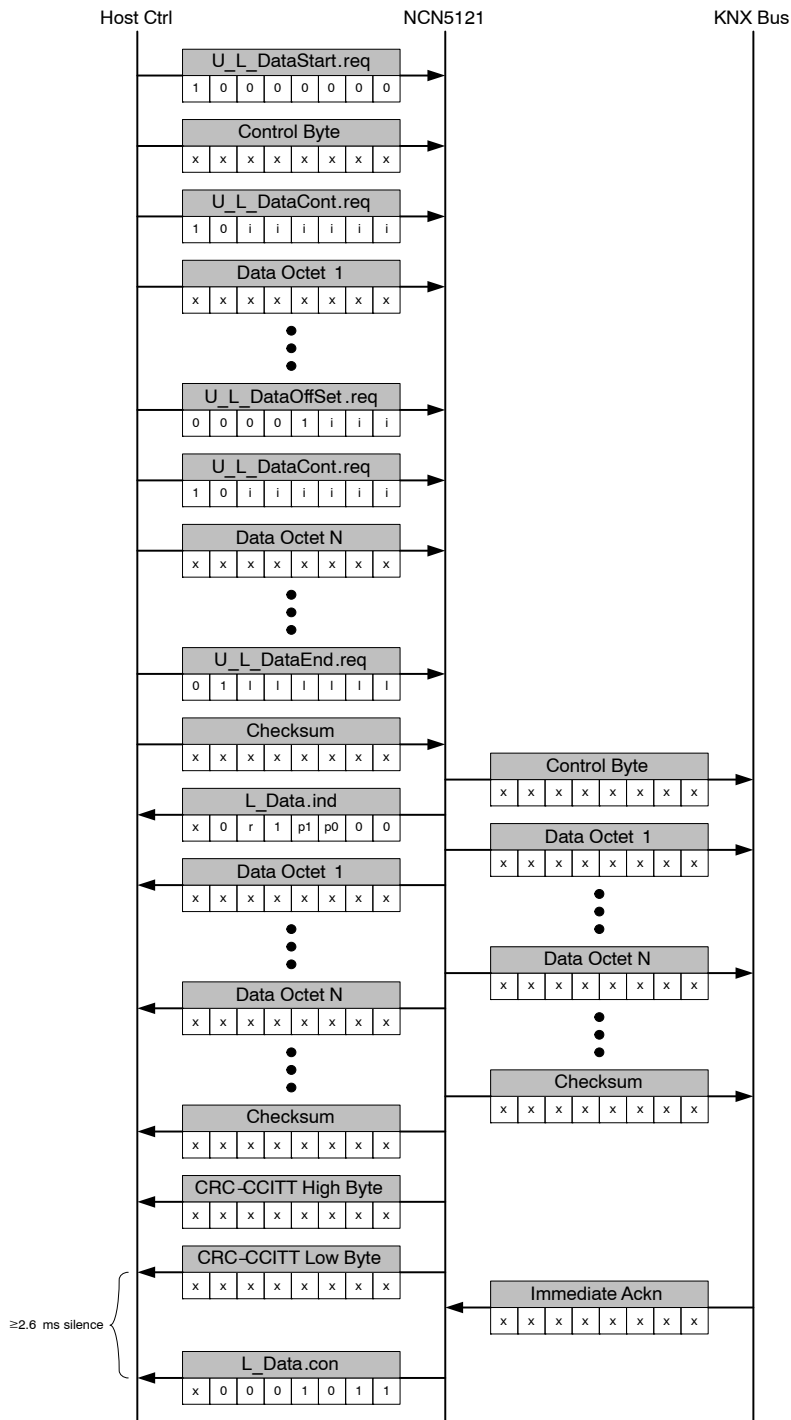 Host Ctrl NCN5121 KNX Bus
U_L_DataStart.req
1 0 0 0 0 0 0 0
Control Byte
x x x x x x x x
U_L_DataCont.req
1 0 i i i i i i
Data Octet 1
x x x x x x x x
U_L_DataOffSet.req
0 0 0 0 1 i i i
U_L_DataCont.req
1 0 i i i i i i
Data Octet N
x x x x x x x x
U_L_DataEnd.req
0 1 l l l l l l
Checksum
x x x x x x x x
Control Byte
x x x x x x x x
L_Data.ind
x 0 r 1 p1 p0 0 0
Data Octet 1
x x x x x x x x
Data Octet 1
x x x x x x x x
Data Octet N
x x x x x x x x
Data Octet N
x x x x x x x x
Checksum
x x x x x x x x
Checksum
x x x x x x x x
CRC-CCITT High Byte
x x x x x x x x
CRC-CCITT Low Byte
x x x x x x x x
Immediate Ackn
x x x x x x x x
≥2.6 ms silence
L_Data.con
x 0 0 0 1 0 1 1